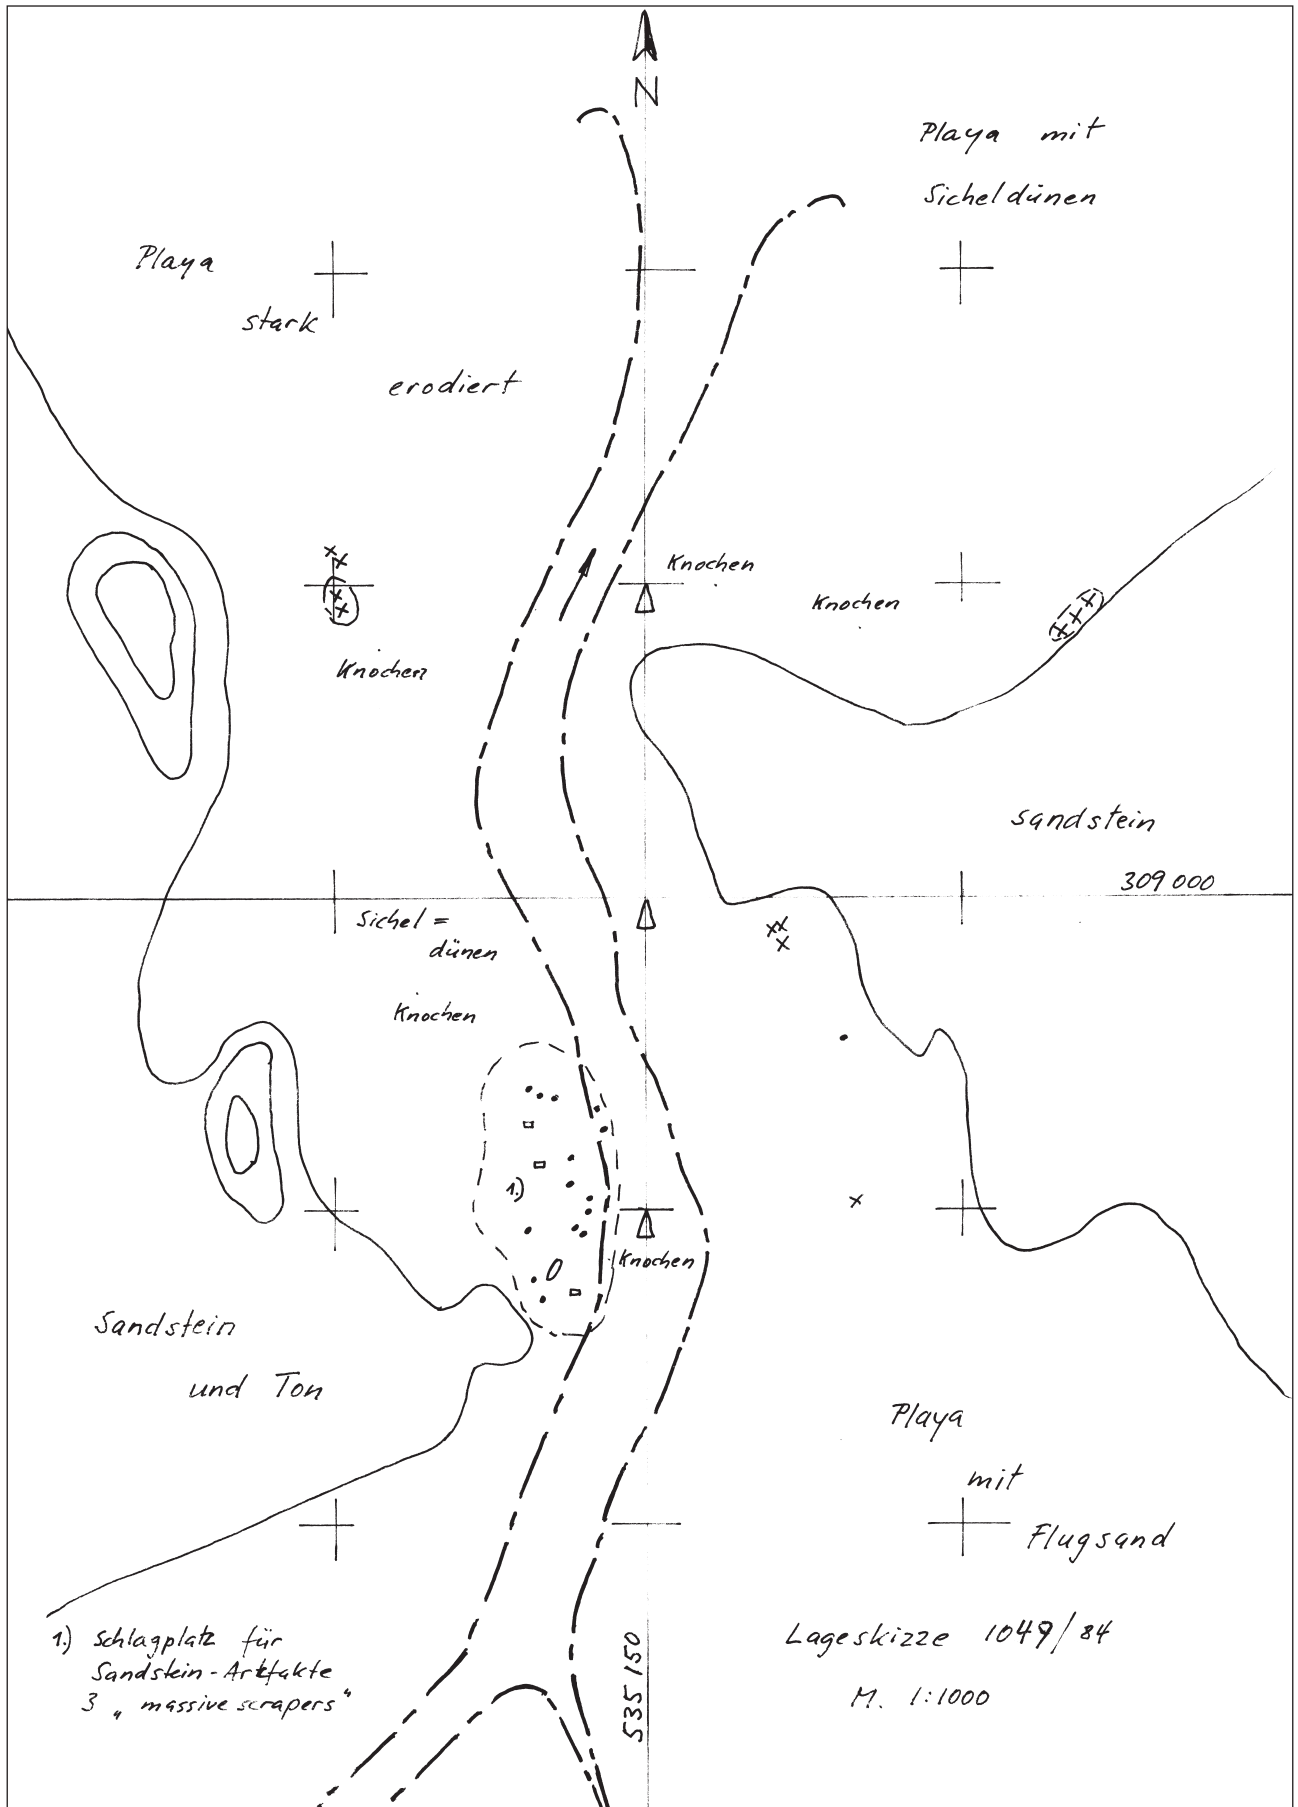 N
Playa mit
Sicheldünen
Playa
stark
erodiert
Knochen
Knochen
Knochen
Sandstein
309 000
Sichel =
dünen
Knochen
1.)
Knochen
Sandstein
und Ton
Playa
mit
Flugsand
1.) Schlagplatz für
Sandstein-Artefakte
3 „ massive scrapers "
535 150
Lageskizze 1049/84
M. 1:1000